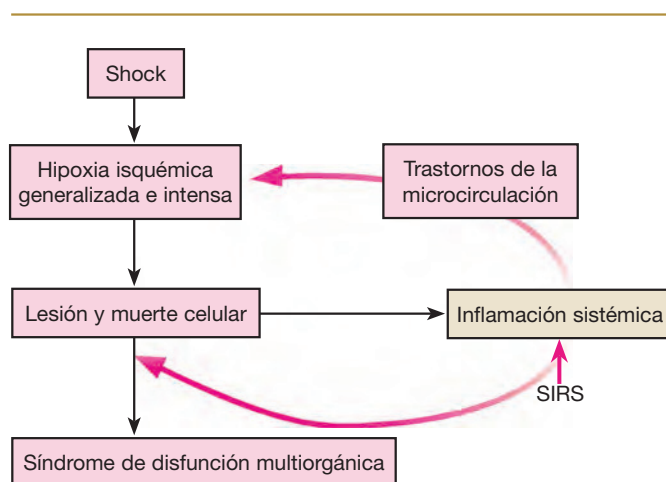 Shock
Hipoxia isquémica
generalizada e intensa
Trastornos de la
microcirculación
Lesión y muerte celular
Inflamación sistémica
SIRS
Síndrome de disfunción multiorgánica